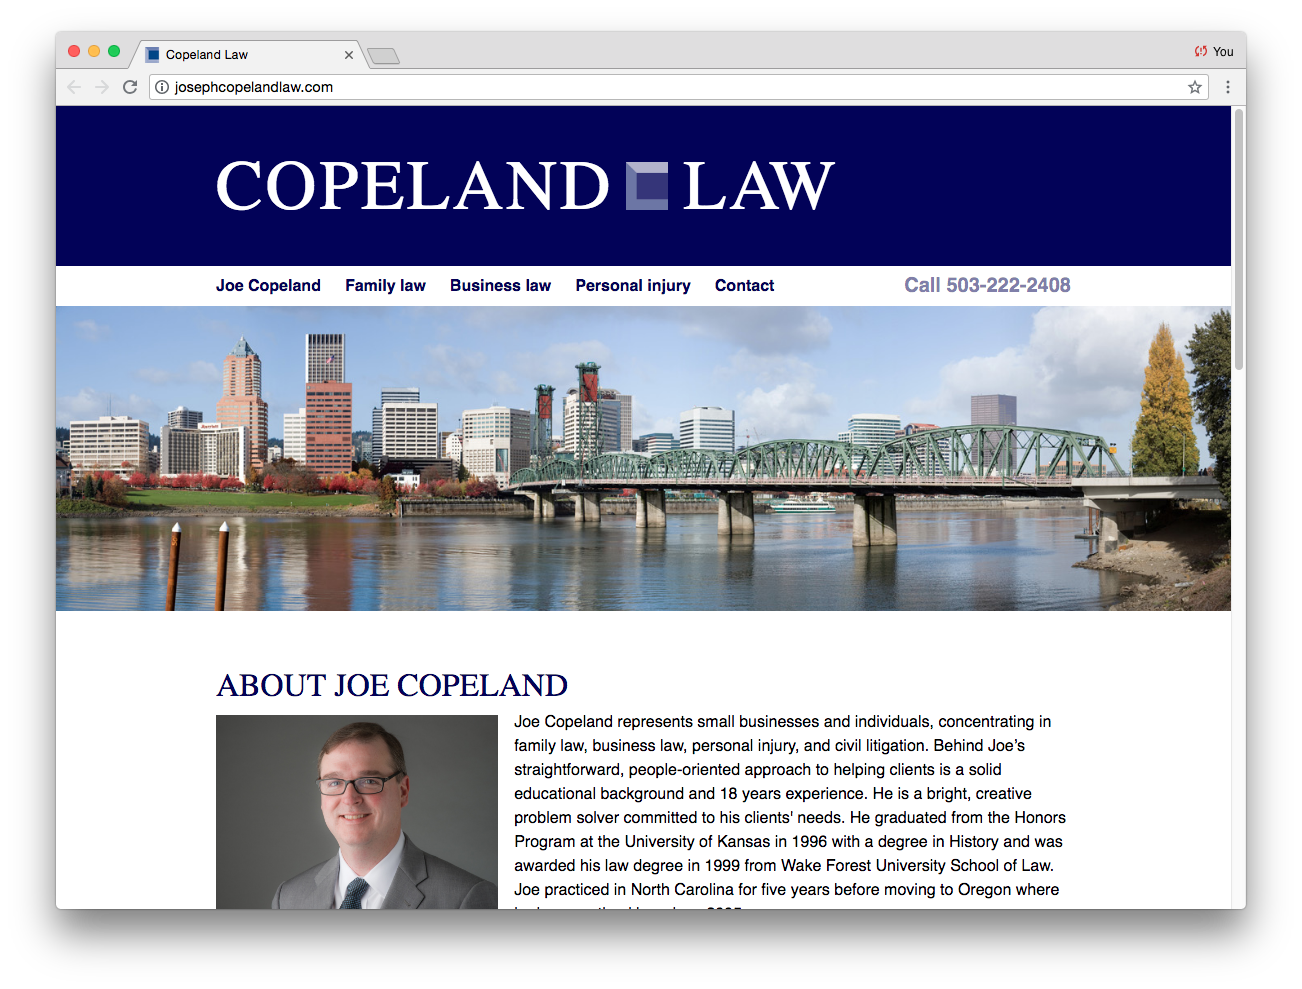 Copeland Law
You
josephcopelandlaw.com
COPELAND LAW
Joe Copeland Family law Business law Personal injury Contact Call 503-222-2408
Marriott
ABOUT JOE COPELAND
Joe Copeland represents small businesses and individuals, concentrating in
family law, business law, personal injury, and civil litigation. Behind Joe’s
straightforward, people-oriented approach to helping clients is a solid
educational background and 18 years experience. He is a bright, creative
problem solver committed to his clients' needs. He graduated from the Honors
Program at the University of Kansas in 1996 with a degree in History and was
awarded his law degree in 1999 from Wake Forest University School of Law.
Joe practiced in North Carolina for five years before moving to Oregon where